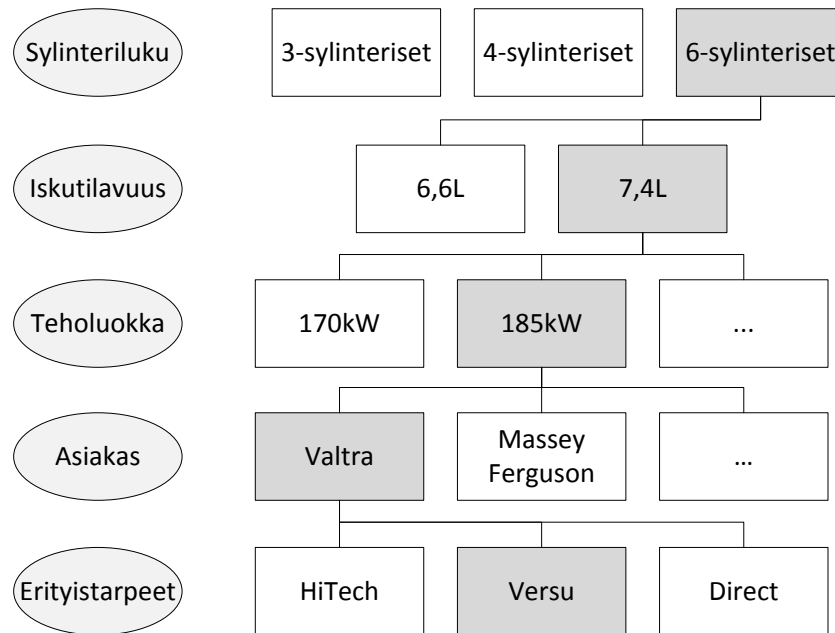 Sylinteriluku
3-sylinteriset
4-sylinteriset
6-sylinteriset
Iskutilavuus
6,6L
7,4L
Teholuokka
170kW
185kW
...
Asiakas
Valtra
Massey
Ferguson
...
Erityistarpeet
HiTech
Versu
Direct